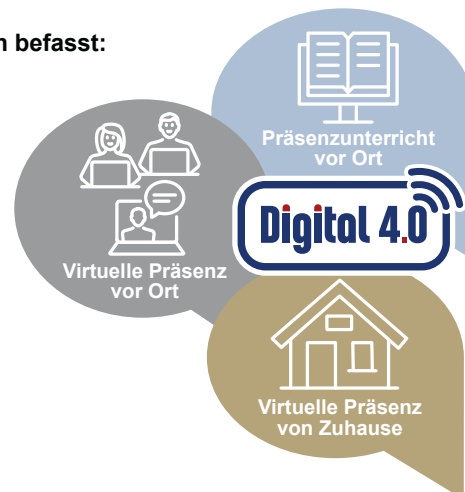 befasst:
Präsenzunterricht
vor Ort
Digital 4.0
Virtuelle Präsenz
vor Ort
Virtuelle Präsenz
von Zuhause